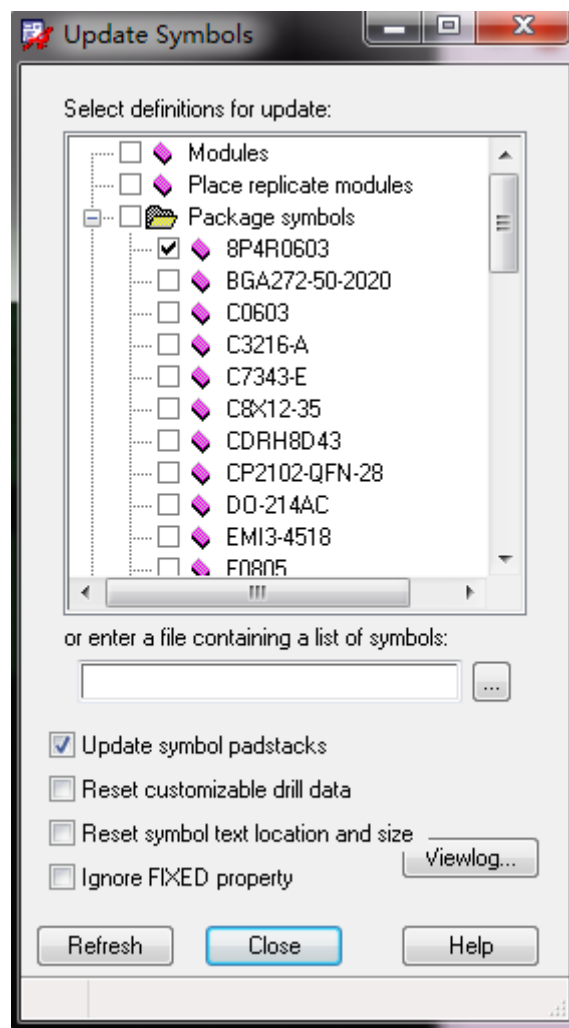 Update Symbols
Select definitions for update:
Modules
Place replicate modules
Package symbols
8P4R0603
BGA272-50-2020
C0603
C3216-A
C7343-E
C8X12-35
CDRH8D43
CP2102-QFN-28
DO-214AC
EMI3-4518
F0805
or enter a file containing a list of symbols:
...
Update symbol padstacks
Reset customizable drill data
Reset symbol text location and size
Viewlog...
Ignore FIXED property
Refresh Close Help